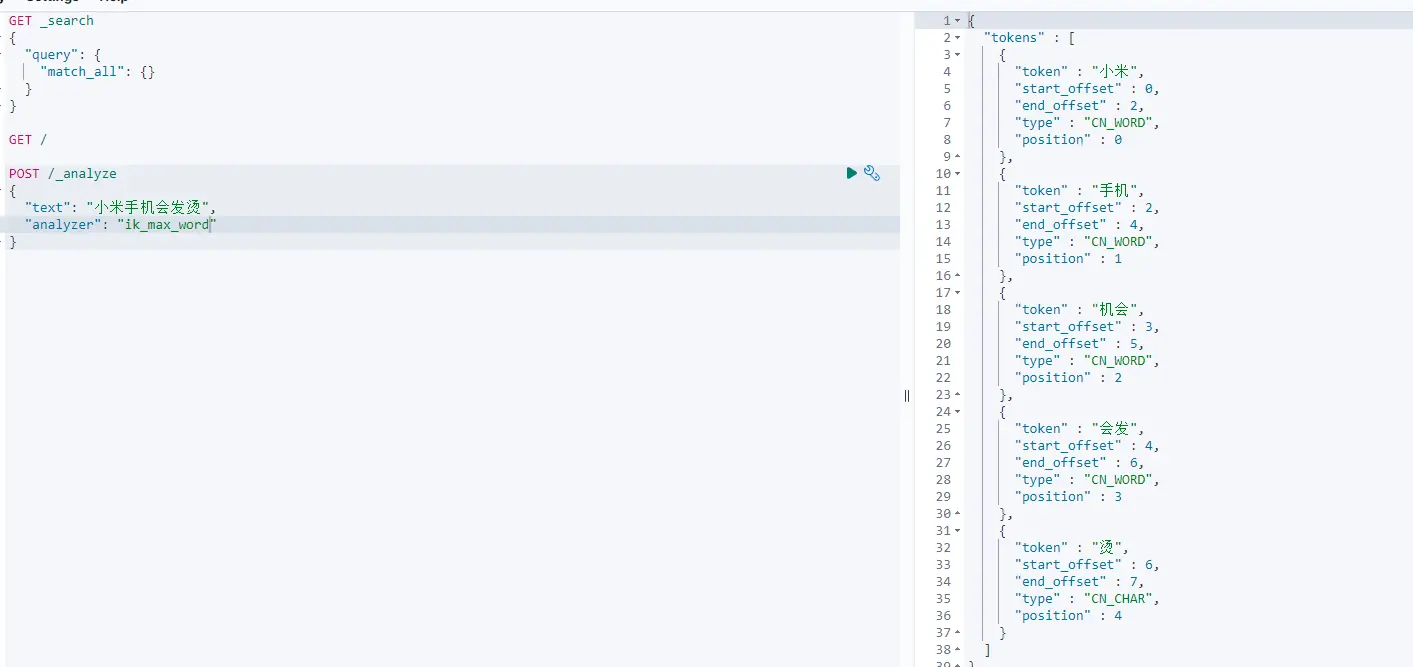 GET _search
{
"query": {
"match_all": {}
}
}
GET /
POST /_analyze
{
"text": "小米手机会发烫",
"analyzer": "ik_max_word"
}
1 {
2 "tokens" : [
3 {
4 "token" : "小米",
5 "start_offset" : 0,
6 "end_offset" : 2,
7 "type" : "CN_WORD",
8 "position" : 0
9 },
10 {
11 "token" : "手机",
12 "start_offset" : 2,
13 "end_offset" : 4,
14 "type" : "CN_WORD",
15 "position" : 1
16 },
17 {
18 "token" : "机会",
19 "start_offset" : 3,
20 "end_offset" : 5,
21 "type" : "CN_WORD",
22 "position" : 2
23 },
24 {
25 "token" : "会发",
26 "start_offset" : 4,
27 "end_offset" : 6,
28 "type" : "CN_WORD",
29 "position" : 3
30 },
31 {
32 "token" : "烫",
33 "start_offset" : 6,
34 "end_offset" : 7,
35 "type" : "CN_CHAR",
36 "position" : 4
37 }
38 ]
39 }